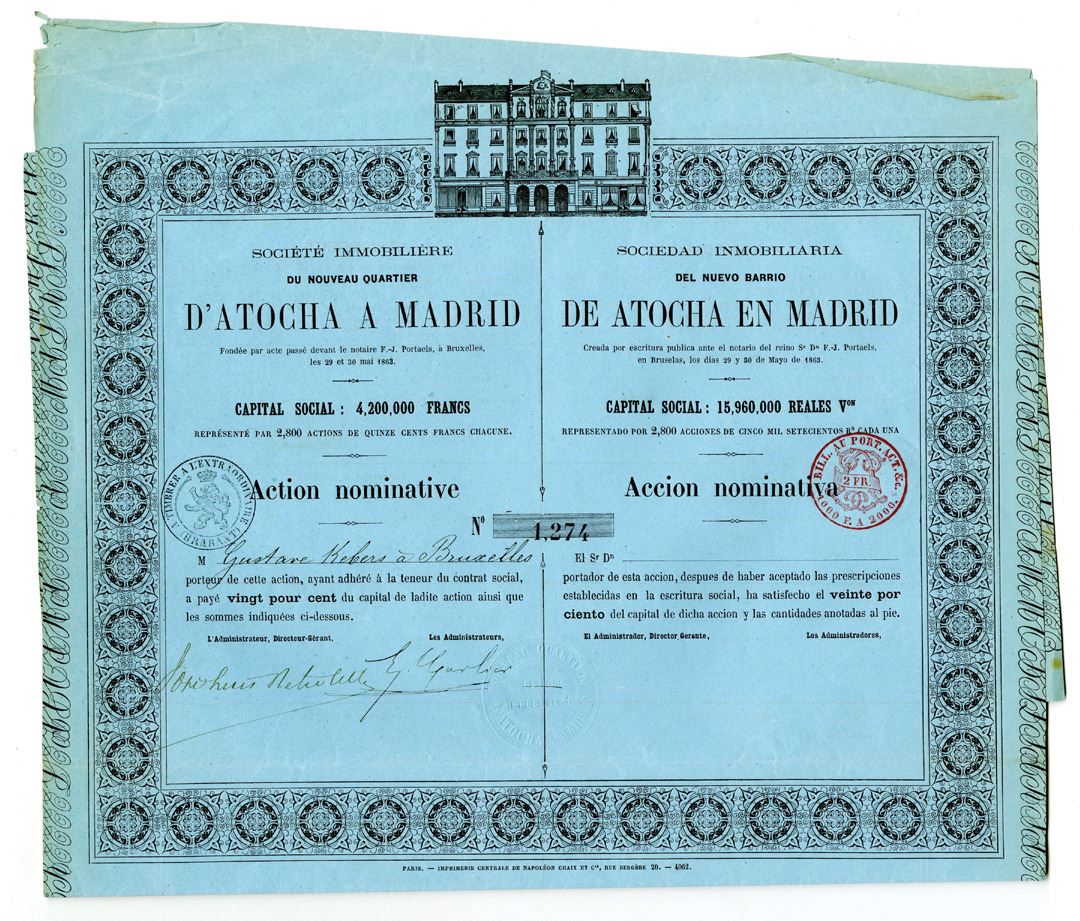 SOCIÉTÉ IMMOBILIÈRE
DU NOUVEAU QUARTIER
D'ATOCHA A MADRID
Fondée par acte passé devant le notaire F.-J. Portaels, à Bruxelles,
les 29 et 30 mai 1863.
CAPITAL SOCIAL : 4,200,000 FRANCS
REPRÉSENTÉ PAR 2,800 ACTIONS DE QUINZE CENTS FRANCS CHACUNE.
A TIMBRER A L'EXTRAORDINAIRE
(BRABANT)
Action nominative
SOCIEDAD INMOBILIARIA
DEL NUEVO BARRIO
DE ATOCHA EN MADRID
Creada por escritura publica ante el notario del reino Sr Dn F.-J. Portaels,
en Bruselas, los dias 29 y 30 de Mayo de 1863.
CAPITAL SOCIAL : 15,960,000 REALES Von
REPRESENTADO POR 2,800 ACCIONES DE CINCO MIL SETECIENTOS Rs CADA UNA
BILL. AU PORT. ACT. &c.
2 FR.
1000 F. A 2000.
Accion nominativa
No 1,274
M Gustave Kebers à Bruxelles
porteur de cette action, ayant adhéré à la teneur du contrat social,
a payé vingt pour cent du capital de ladite action ainsi que
les sommes indiquées ci-dessous.
L'Administrateur, Directeur-Gérant,
Les Administrateurs,
El Sr Dn
portador de esta accion, despues de haber aceptado las prescripciones
establecidas en la escritura social, ha satisfecho el veinte por
ciento del capital de dicha accion y las cantidades anotadas al pie.
El Administrador, Director, Gerante,
Los Administradores,
PARIS. — IMPRIMERIE CENTRALE DE NAPOLÉON CHAIX ET Cie, RUE BERGÈRE 20. — 4962.